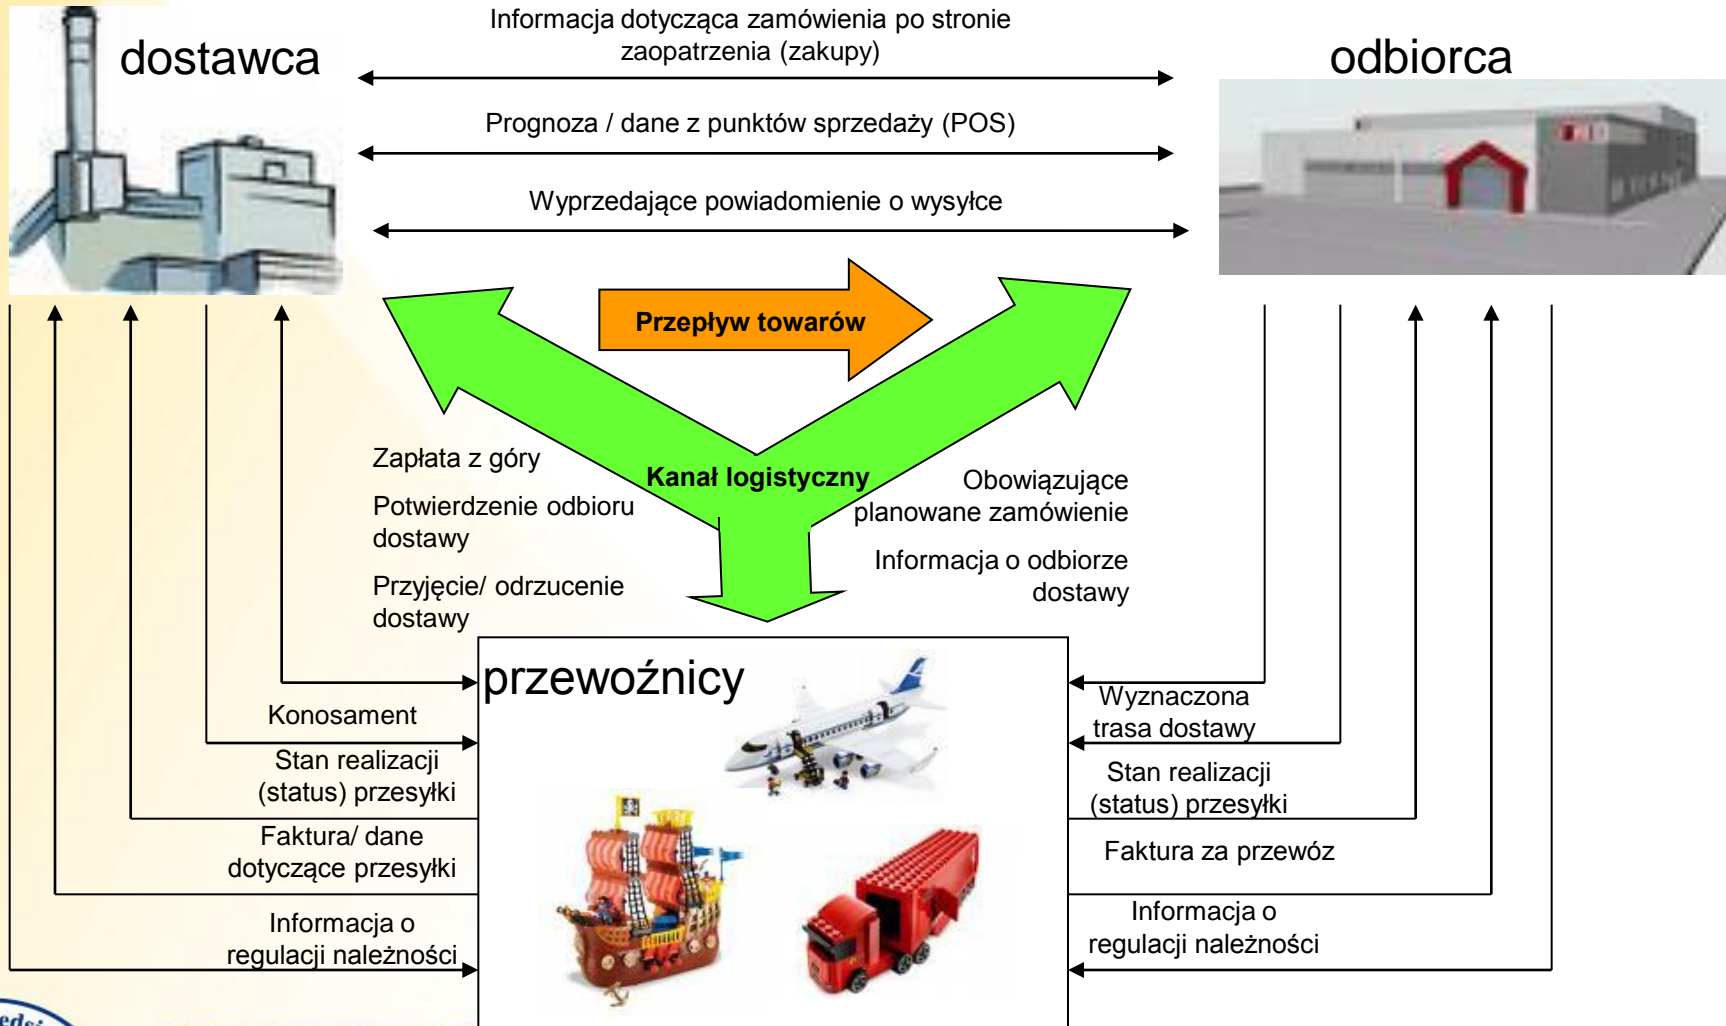 Informacja dotycząca zamówienia po stronie
zaopatrzenia (zakupy)
dostawca
odbiorca
Prognoza / dane z punktów sprzedaży (POS)
Wyprzedające powiadomienie o wysyłce
Przepływ towarów
Kanał logistyczny
Zapłata z góry
Potwierdzenie odbioru
dostawy
Przyjęcie/ odrzucenie
dostawy
Obowiązujące
planowane zamówienie
Informacja o odbiorze
dostawy
przewoźnicy
Konosament
Stan realizacji
(status) przesyłki
Faktura/ dane
dotyczące przesyłki
Informacja o
regulacji należności
Wyznaczona
trasa dostawy
Stan realizacji
(status) przesyłki
Faktura za przewóz
Informacja o
regulacji należności